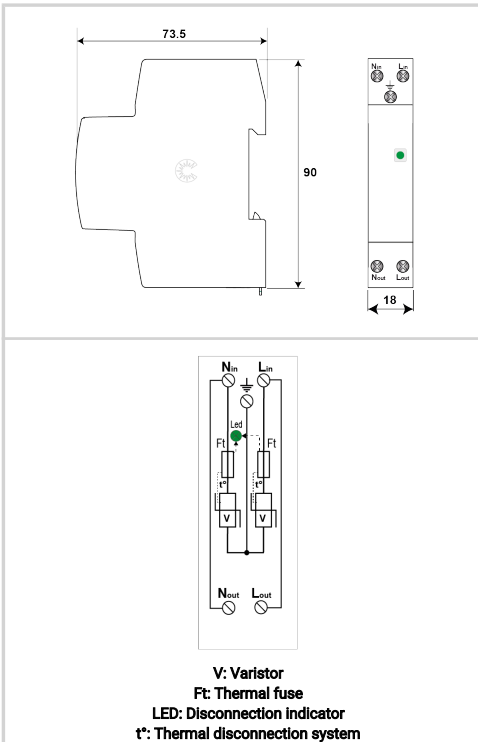 73.5
90
Nin Lin
Nout Lout
18
Nin Lin
Led
Ft Ft
t° t°
V V
Nout Lout
V: Varistor
Ft: Thermal fuse
LED: Disconnection indicator
t°: Thermal disconnection system